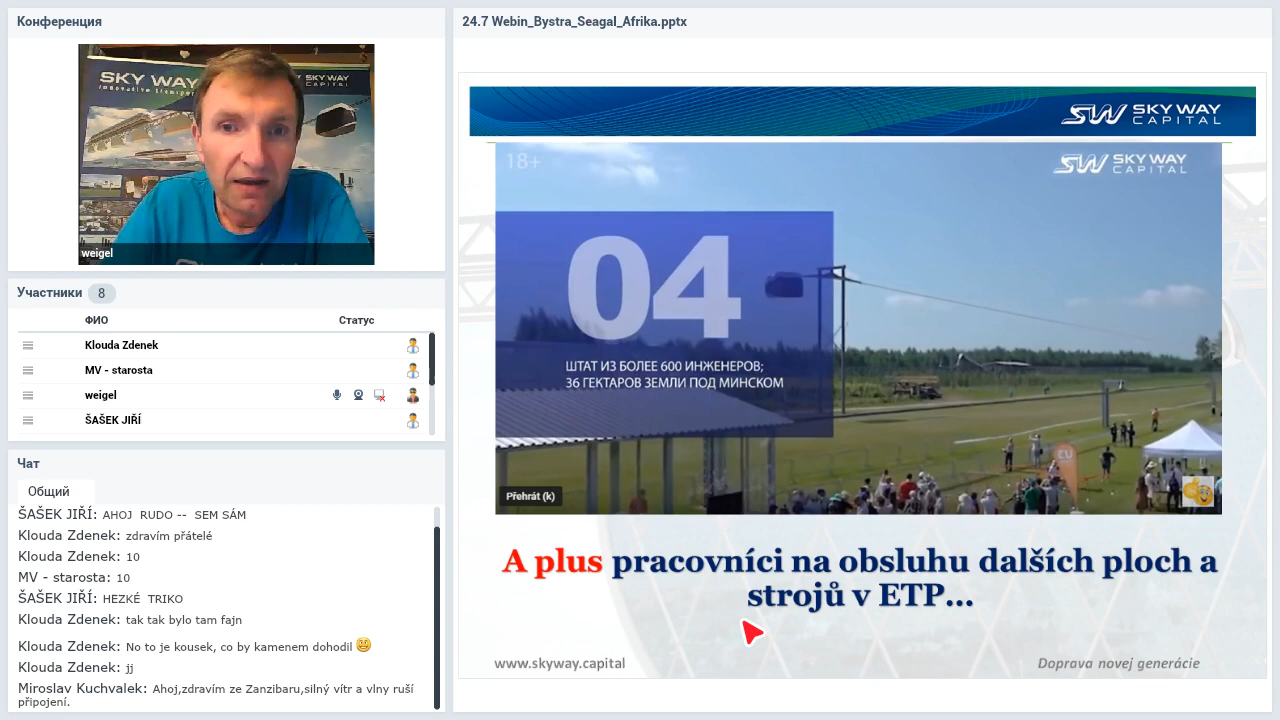 Конференция
SKY WAY
SKY WAY
CAPITAL
weigel
Участники 8
ФИО Статус
Klouda Zdenek
MV - starosta
weigel
ŠAŠEK JIŘÍ
Чат
Общий
ŠAŠEK JIŘÍ: AHOJ RUDO -- SEM SÁM
Klouda Zdenek: zdravím přátelé
Klouda Zdenek: 10
MV - starosta: 10
ŠAŠEK JIŘÍ: HEZKÉ TRIKO
Klouda Zdenek: tak tak bylo tam fajn
Klouda Zdenek: No to je kousek, co by kamenem dohodil
Klouda Zdenek: jj
Miroslav Kuchvalek: Ahoj,zdravím ze Zanzibaru,silný vítr a vlny ruší
připojení.
24.7 Webin_Bystra_Seagal_Afrika.pptx
SW SKY WAY
CAPITAL
18+
SW SKY WAY
CAPITAL
04
ШТАТ ИЗ БОЛЕЕ 600 ИНЖЕНЕРОВ;
36 ГЕКТАРОВ ЗЕМЛИ ПОД МИНСКОМ
Přehrát (k)
A plus pracovníci na obsluhu dalších ploch a
strojů v ETP...
www.skyway.capital
Doprava novej generácie